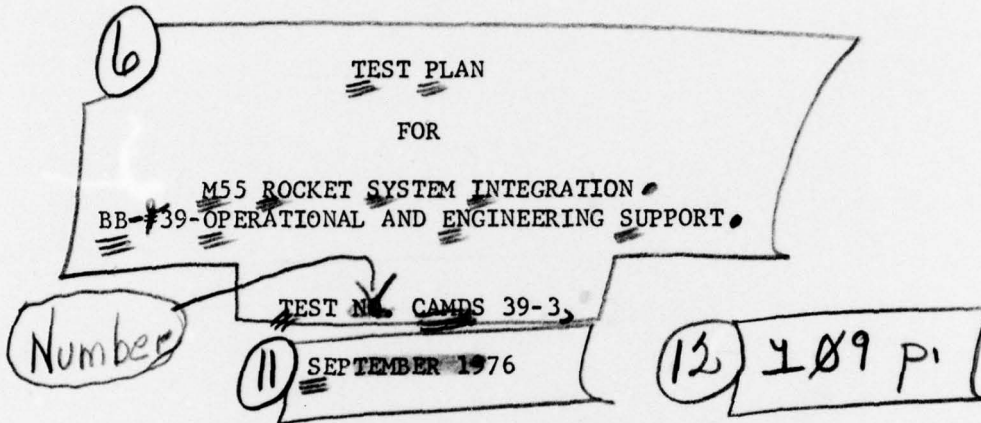 6
TEST PLAN
FOR
M55 ROCKET SYSTEM INTEGRATION.
BB-#39-OPERATIONAL AND ENGINEERING SUPPORT.
TEST NO. CAMDS 39-3,
Number
11 SEPTEMBER 1976
12 109 p.